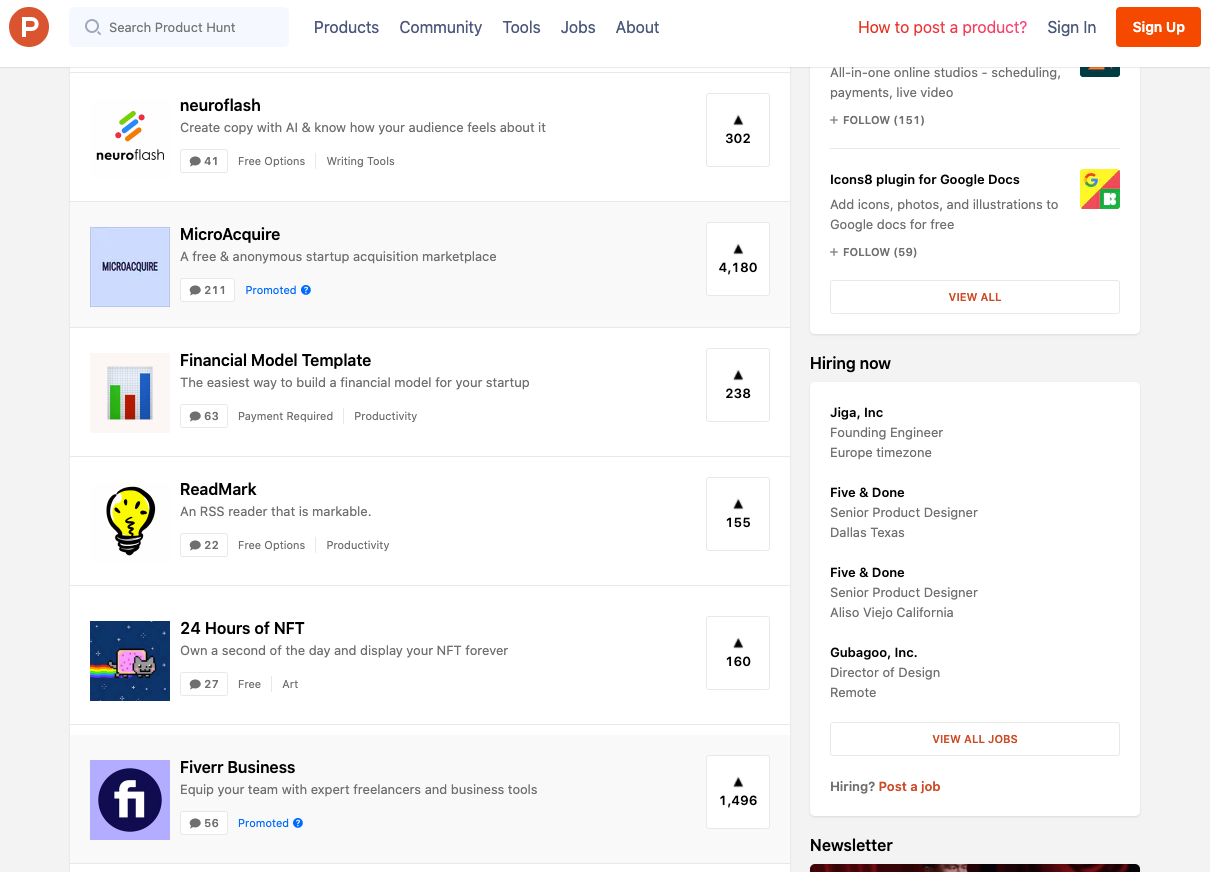 P
Search Product Hunt
Products
Community
Tools
Jobs
About
How to post a product?
Sign In
Sign Up
neuroflash
neuroflash
Create copy with AI & know how your audience feels about it
41
Free Options
Writing Tools
302
MICROACQUIRE
MicroAcquire
A free & anonymous startup acquisition marketplace
211
Promoted
4,180
Financial Model Template
The easiest way to build a financial model for your startup
63
Payment Required
Productivity
238
ReadMark
An RSS reader that is markable.
22
Free Options
Productivity
155
24 Hours of NFT
Own a second of the day and display your NFT forever
27
Free
Art
160
fi
Fiverr Business
Equip your team with expert freelancers and business tools
56
Promoted
1,496
All-in-one online studios - scheduling,
payments, live video
+ FOLLOW (151)
Icons8 plugin for Google Docs
Add icons, photos, and illustrations to
Google docs for free
+ FOLLOW (59)
G
VIEW ALL
Hiring now
Jiga, Inc
Founding Engineer
Europe timezone
Five & Done
Senior Product Designer
Dallas Texas
Five & Done
Senior Product Designer
Aliso Viejo California
Gubagoo, Inc.
Director of Design
Remote
VIEW ALL JOBS
Hiring? Post a job
Newsletter